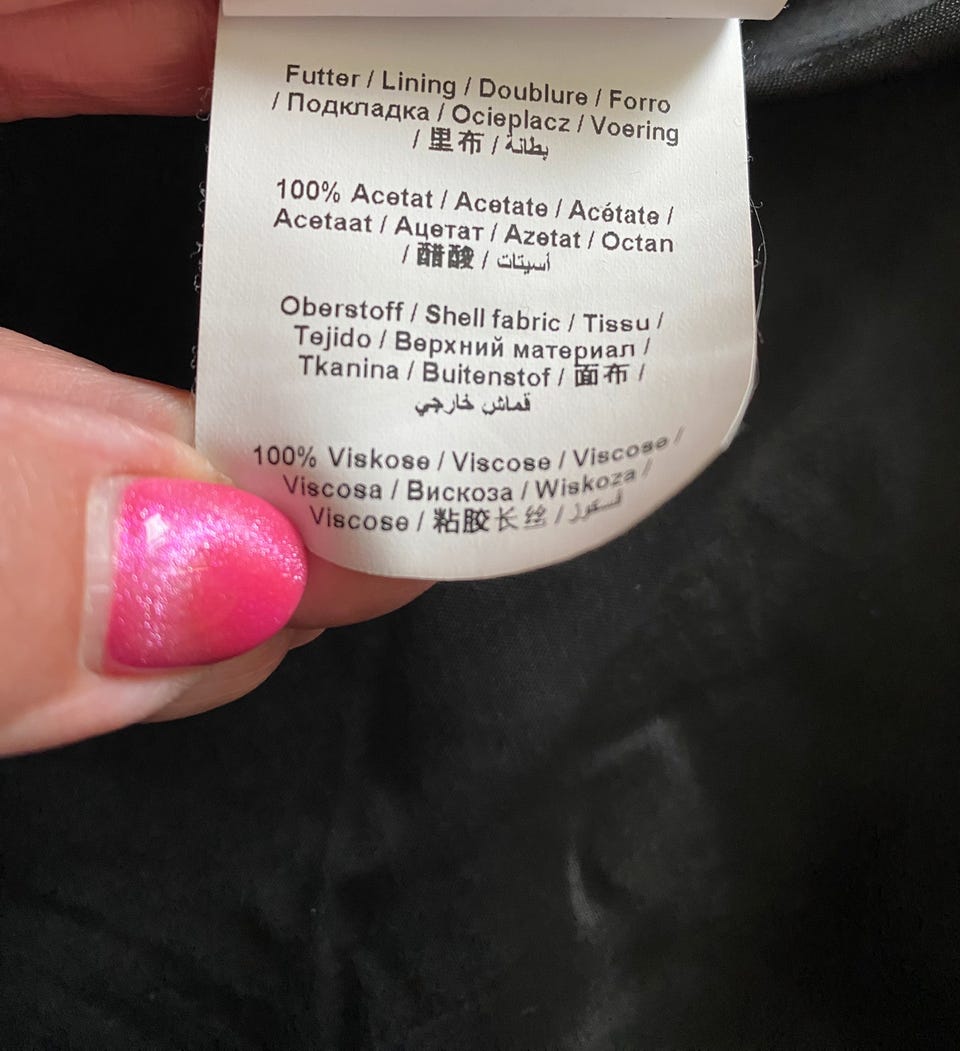 Futter / Lining / Doublure / Forro
/ Подкладка / Ocieplacz / Voering
/ 里布 / بطانة
100% Acetat / Acetate / Acétate /
Acetaat / Ацетат / Azetat / Octan
/ 醋酸 / أسيتات
Oberstoff / Shell fabric / Tissu /
Tejido / Верхний материал /
Tkanina / Buitenstof / 面布 /
قماش خارجي
100% Viskose / Viscose / Viscose /
Viscosa / Вискоза / Wiskoza /
Viscose / 粘胶长丝 / فسكوز